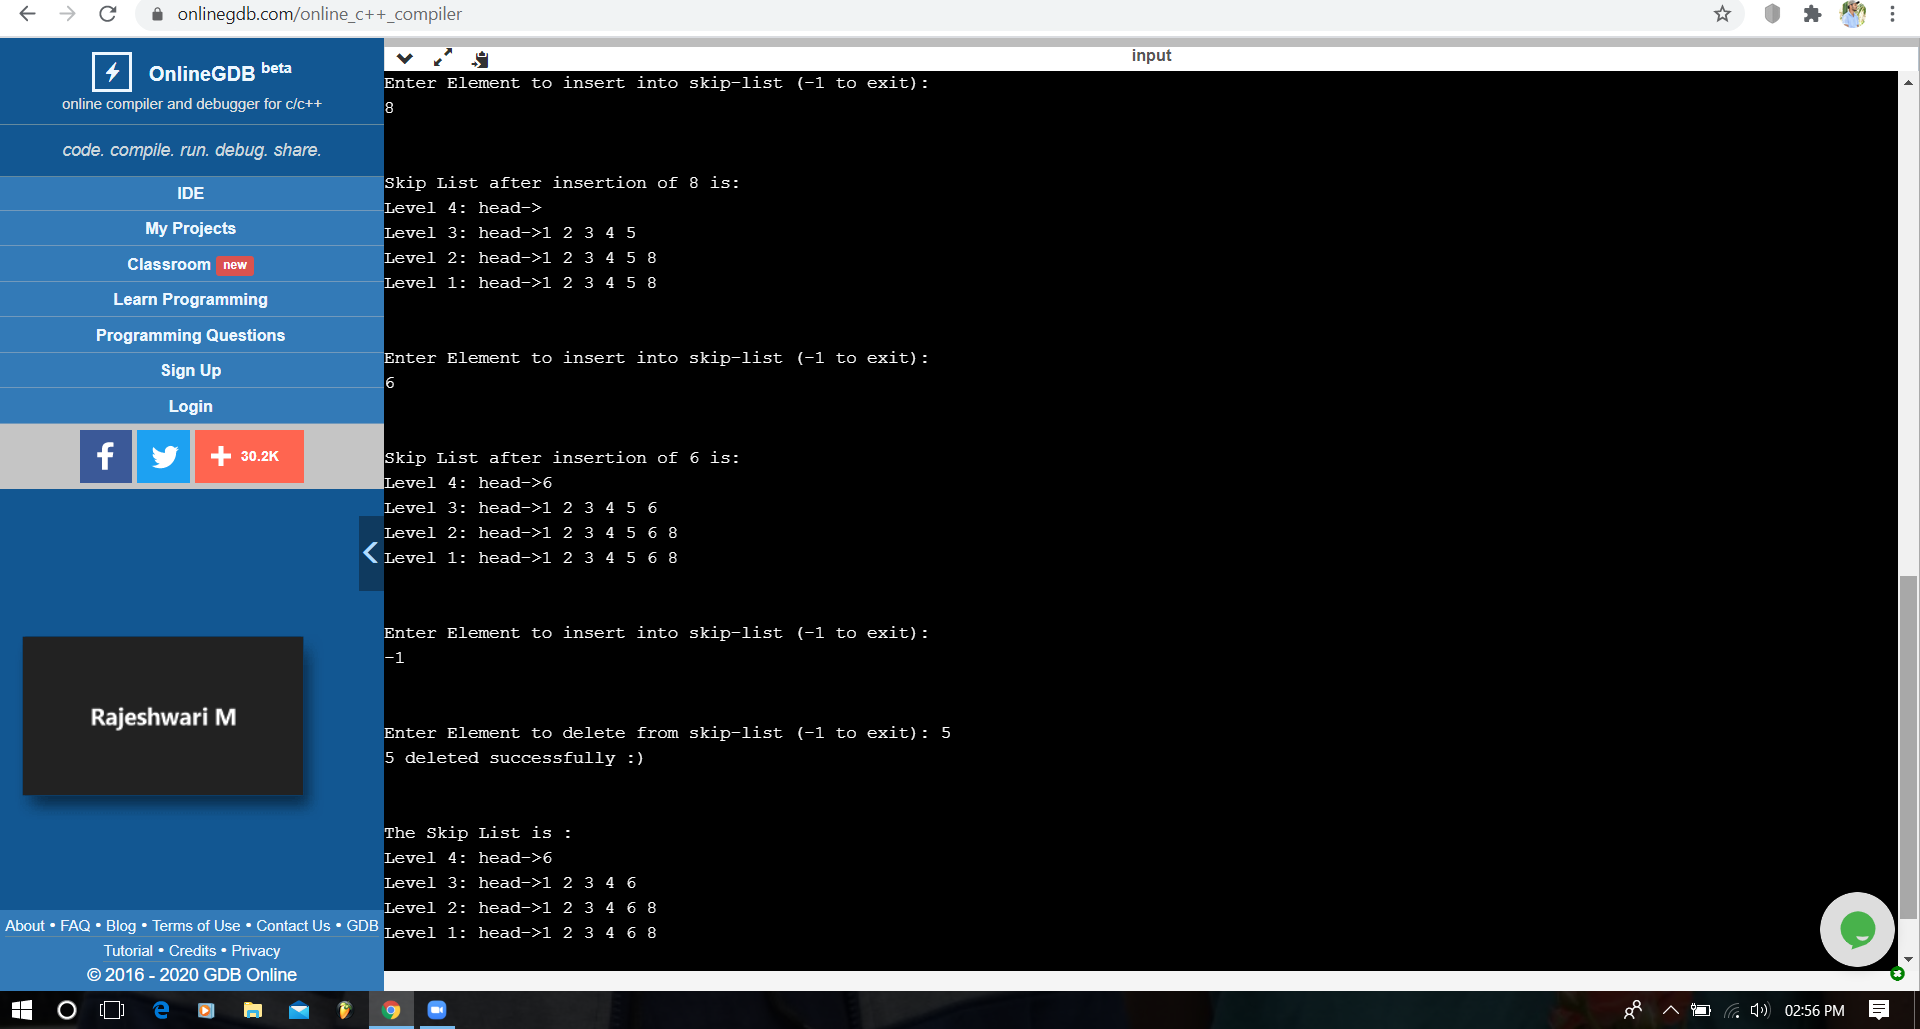 onlinegdb.com/online_c++_compiler
OnlineGDB beta
online compiler and debugger for c/c++
code. compile. run. debug. share.
IDE
My Projects
Classroom new
Learn Programming
Programming Questions
Sign Up
Login
f
30.2K
Rajeshwari M
About • FAQ • Blog • Terms of Use • Contact Us • GDB
Tutorial • Credits • Privacy
© 2016 - 2020 GDB Online
input
Enter Element to insert into skip-list (-1 to exit):
8
Skip List after insertion of 8 is:
Level 4: head->
Level 3: head->1 2 3 4 5
Level 2: head->1 2 3 4 5 8
Level 1: head->1 2 3 4 5 8
Enter Element to insert into skip-list (-1 to exit):
6
Skip List after insertion of 6 is:
Level 4: head->6
Level 3: head->1 2 3 4 5 6
Level 2: head->1 2 3 4 5 6 8
Level 1: head->1 2 3 4 5 6 8
Enter Element to insert into skip-list (-1 to exit):
-1
Enter Element to delete from skip-list (-1 to exit): 5
5 deleted successfully :)
The Skip List is :
Level 4: head->6
Level 3: head->1 2 3 4 6
Level 2: head->1 2 3 4 6 8
Level 1: head->1 2 3 4 6 8
02:56 PM